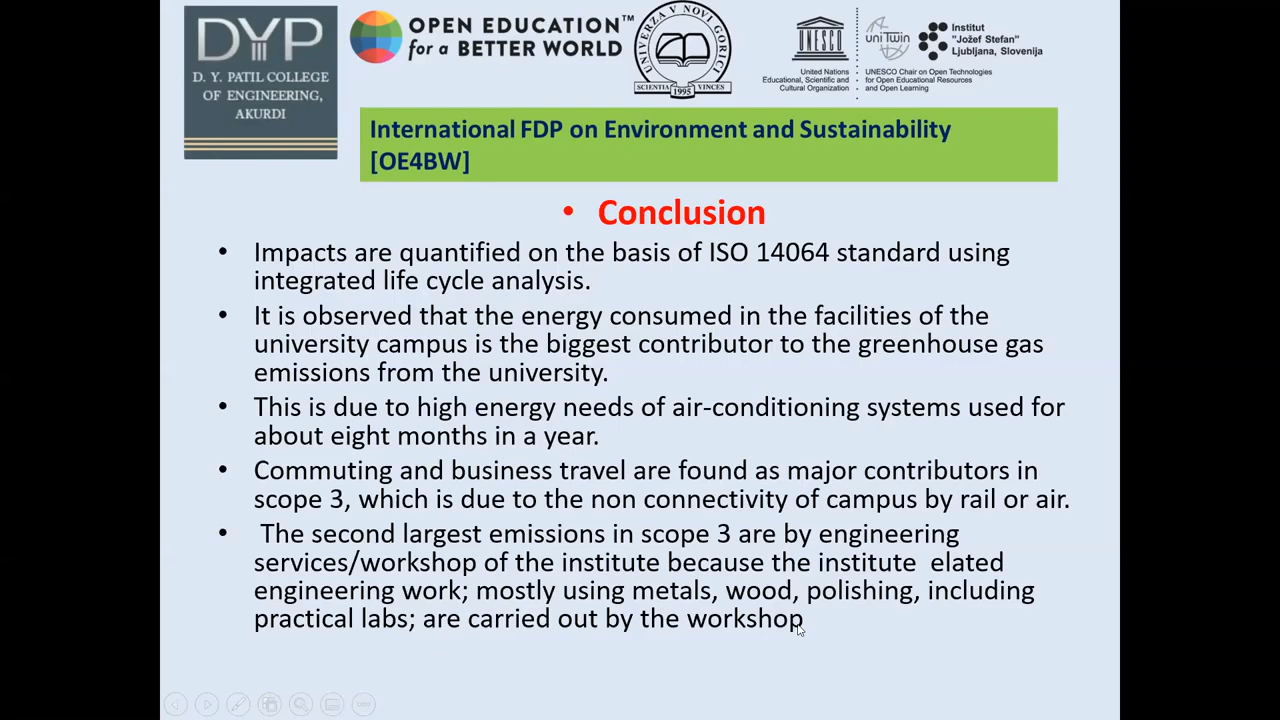 DYP
D. Y. PATIL COLLEGE
OF ENGINEERING,
AKURDI
OPEN EDUCATION™
for a BETTER WORLD
UNIVERZA V NOVI GORICI
SCIENTIA VINCES
1995
UNESCO
United Nations
Educational, Scientific and
Cultural Organization
uniTwin
Institut
"Jožef Stefan"
Ljubljana, Slovenija
UNESCO Chair on Open Technologies
for Open Educational Resources
and Open Learning
International FDP on Environment and Sustainability
[OE4BW]
• Conclusion
• Impacts are quantified on the basis of ISO 14064 standard using
integrated life cycle analysis.
• It is observed that the energy consumed in the facilities of the
university campus is the biggest contributor to the greenhouse gas
emissions from the university.
• This is due to high energy needs of air-conditioning systems used for
about eight months in a year.
• Commuting and business travel are found as major contributors in
scope 3, which is due to the non connectivity of campus by rail or air.
• The second largest emissions in scope 3 are by engineering
services/workshop of the institute because the institute elated
engineering work; mostly using metals, wood, polishing, including
practical labs; are carried out by the workshop